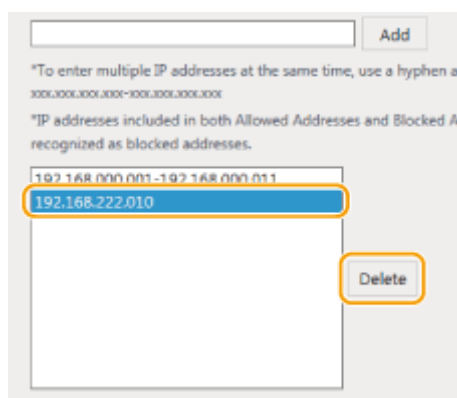 Add
*To enter multiple IP addresses at the same time, use a hyphen a
xxx.xxx.xxx.xxx-xxx.xxx.xxx.xxx
*IP addresses included in both Allowed Addresses and Blocked A
recognized as blocked addresses.
192.168.000.001-192.168.000.011
192.168.222.010
Delete